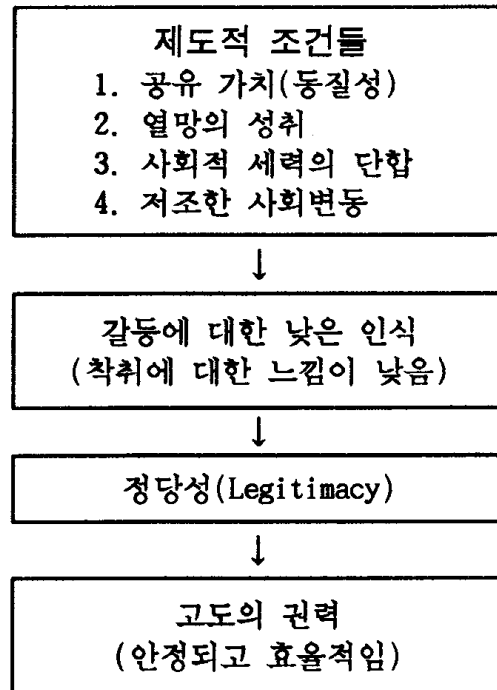 제도적 조건들
1. 공유 가치(동질성)
2. 열망의 성취
3. 사회적 세력의 단합
4. 저조한 사회변동
↓
갈등에 대한 낮은 인식
(착취에 대한 느낌이 낮음)
↓
정당성(Legitimacy)
↓
고도의 권력
(안정되고 효율적임)